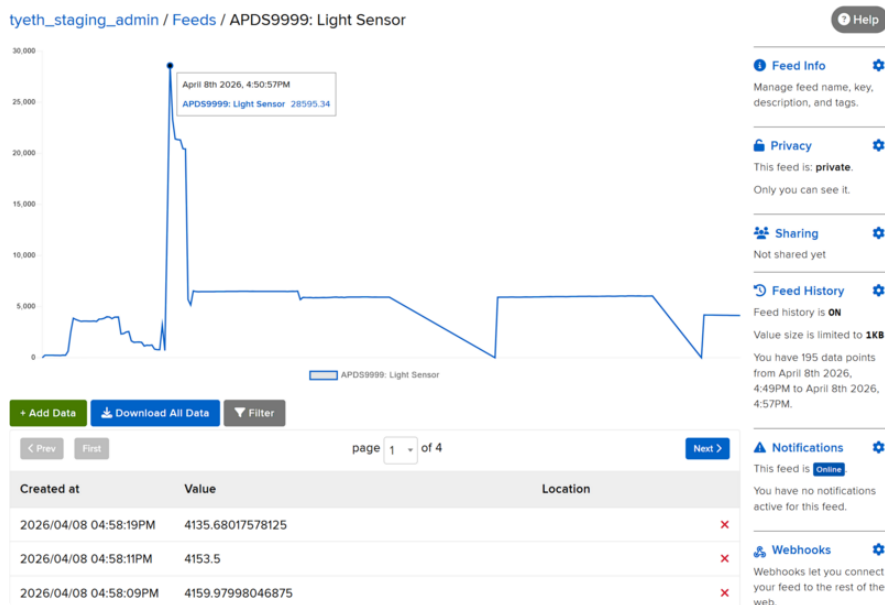 tyeth_staging_admin / Feeds / APDS9999: Light Sensor
Help
30,000
25,000
20,000
15,000
10,000
5,000
0
April 8th 2026, 4:50:57PM
APDS9999: Light Sensor 28595.34
APDS9999: Light Sensor
+ Add Data
Download All Data
Filter
Prev
First
page 1 of 4
Next
Created at Value Location
2026/04/08 04:58:19PM 4135.68017578125
2026/04/08 04:58:11PM 4153.5
2026/04/08 04:58:09PM 4159.97998046875
Feed Info
Manage feed name, key,
description, and tags.
Privacy
This feed is: private.
Only you can see it.
Sharing
Not shared yet
Feed History
Feed history is ON
Value size is limited to 1KB
You have 195 data points
from April 8th 2026,
4:49PM to April 8th 2026,
4:57PM.
Notifications
This feed is Online.
You have no notifications
active for this feed.
Webhooks
Webhooks let you connect
your feed to the rest of the
web.